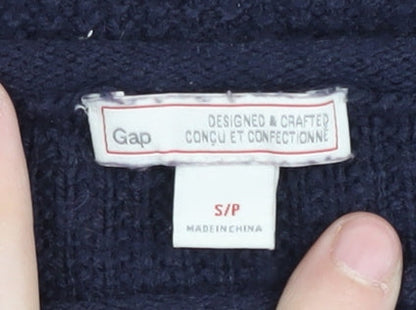 Gap
DESIGNED & CRAFTED
CONÇU ET CONFECTIONNÉ
S/P
MADE IN CHINA